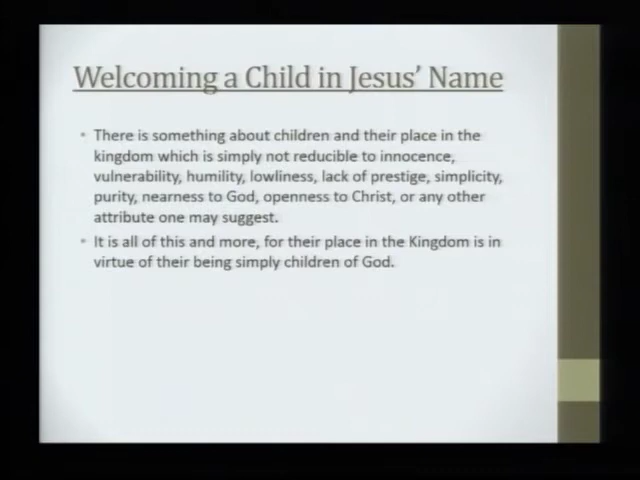 Welcoming a Child in Jesus' Name
• There is something about children and their place in the
kingdom which is simply not reducible to innocence,
vulnerability, humility, lowliness, lack of prestige, simplicity,
purity, nearness to God, openness to Christ, or any other
attribute one may suggest.
• It is all of this and more, for their place in the Kingdom is in
virtue of their being simply children of God.